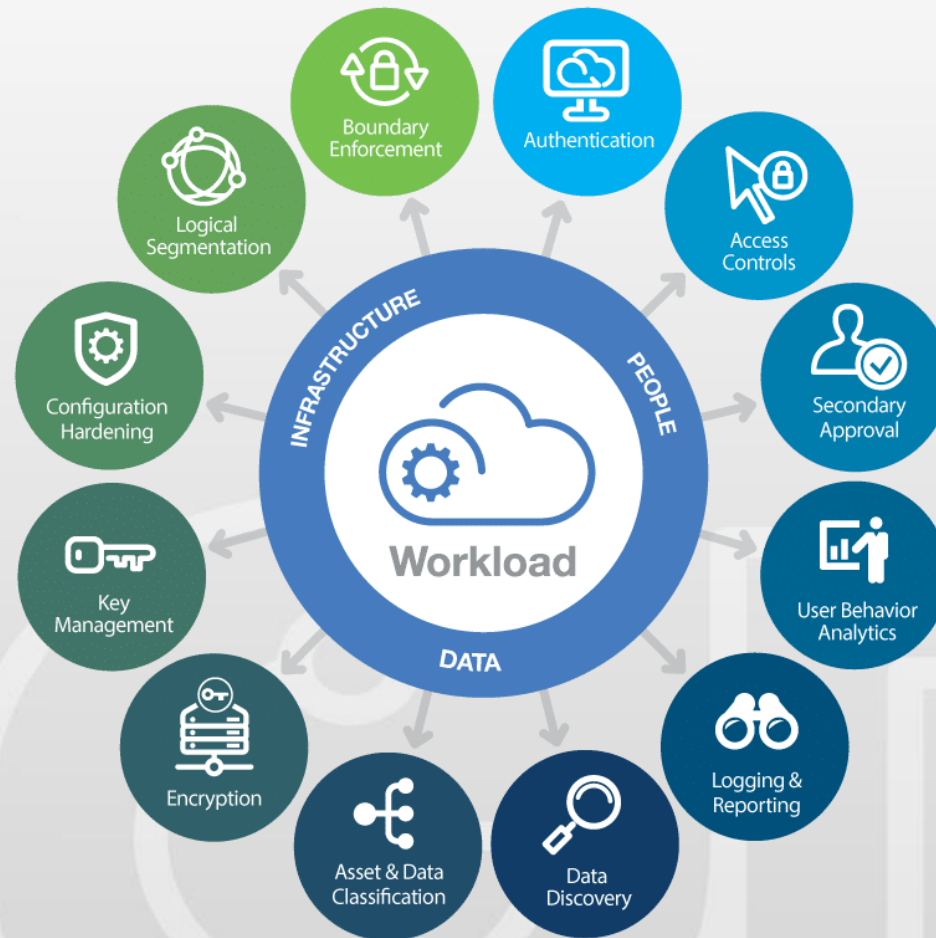 Boundary
Enforcement
Authentication
Logical
Segmentation
Access
Controls
INFRASTRUCTURE
PEOPLE
Configuration
Hardening
Secondary
Approval
Workload
Key
Management
User Behavior
Analytics
DATA
Encryption
Logging &
Reporting
Asset & Data
Classification
Data
Discovery